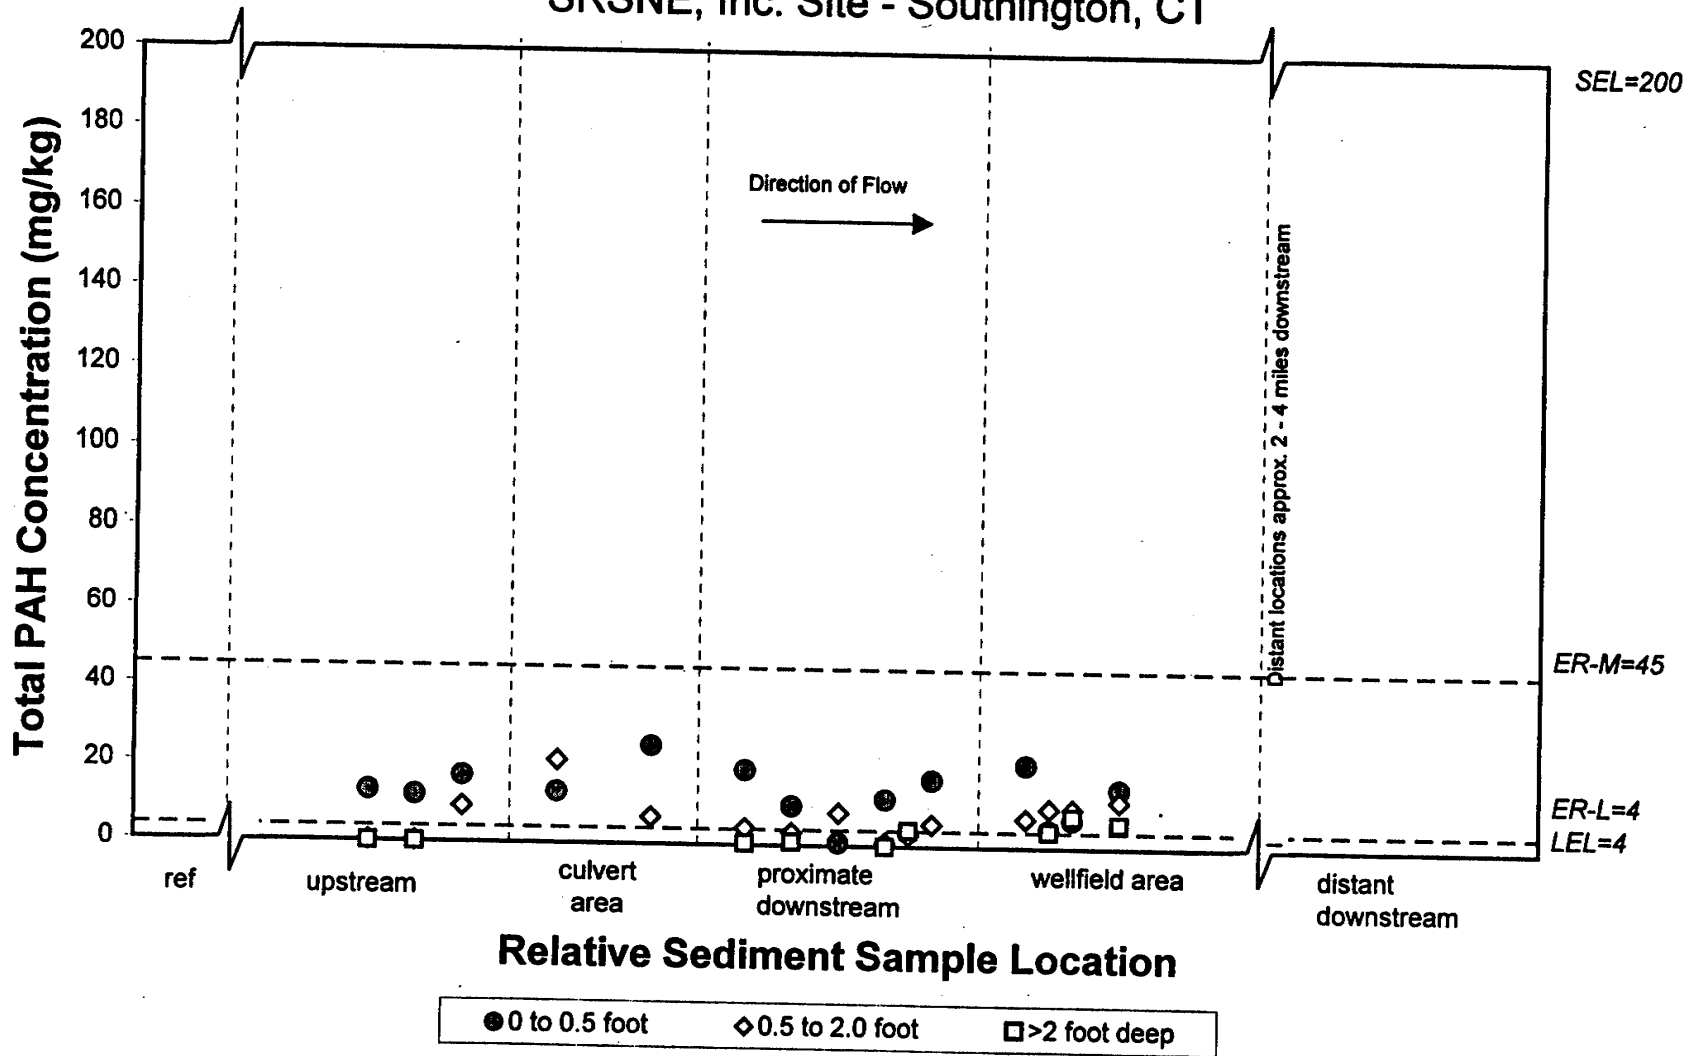 SRSNE, Inc. Site - Southington, CT
Total PAH Concentration (mg/kg)
200
180
160
140
120
100
80
60
40
20
0
SEL=200
Direction of Flow
Distant locations approx. 2 - 4 miles downstream
ER-M=45
ER-L=4
LEL=4
ref
upstream
culvert
area
proximate
downstream
wellfield area
distant
downstream
Relative Sediment Sample Location
0 to 0.5 foot
0.5 to 2.0 foot
>2 foot deep